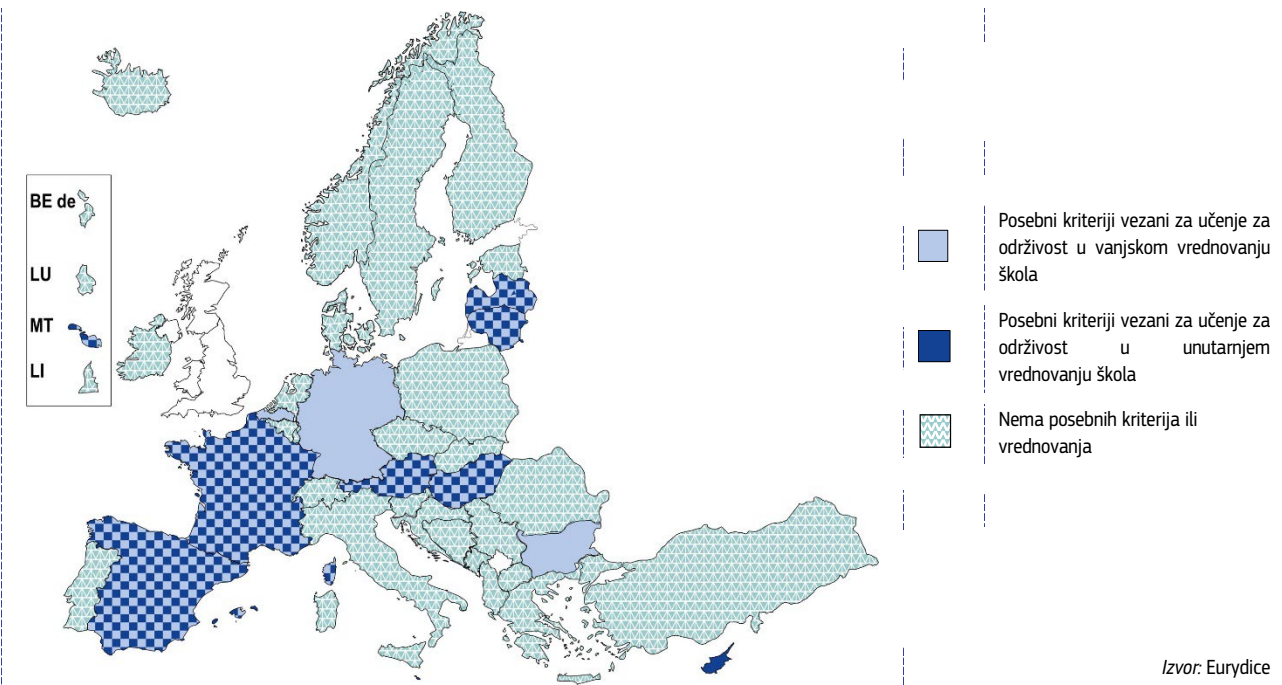 BE de
LU
MT
LI
Posebni kriteriji vezani za učenje za
održivost u vanjskom vrednovanju
škola
Posebni kriteriji vezani za učenje za
održivost u unutarnjem
vrednovanju škola
Nema posebnih kriterija ili
vrednovanja
Izvor: Eurydice